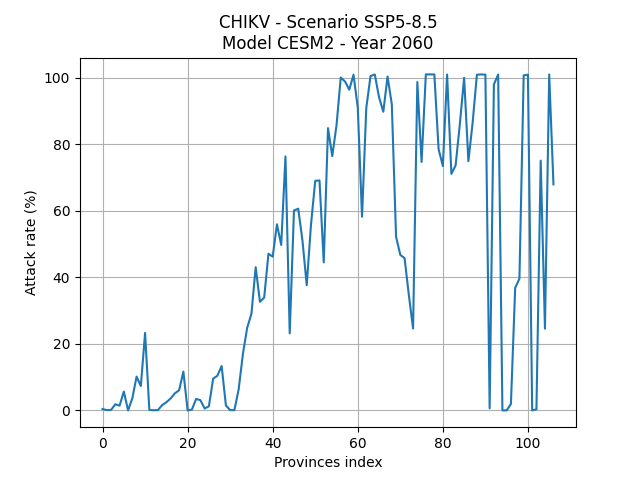 CHIKV - Scenario SSP5-8.5
Model CESM2 - Year 2060
100
80
60
40
20
0
Attack rate (%)
0 20 40 60 80 100
Provinces index